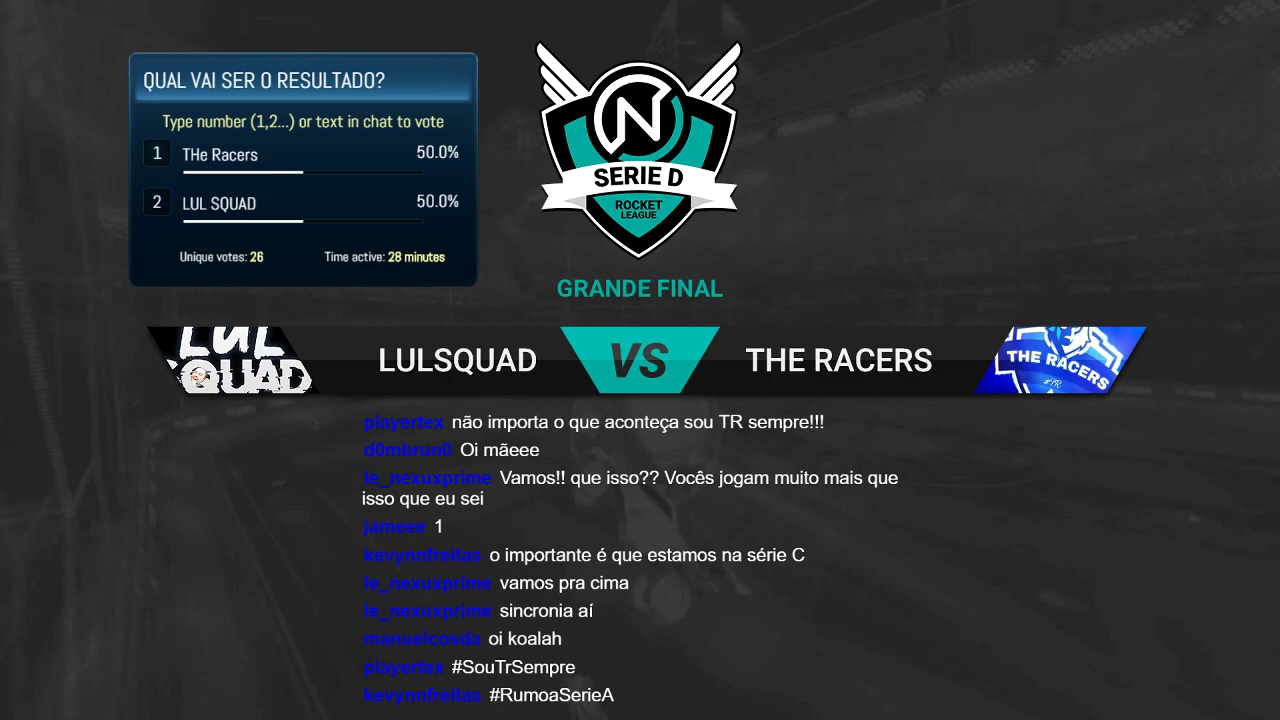 QUAL VAI SER O RESULTADO?
Type number (1,2...) or text in chat to vote
1 THe Racers 50.0%
2 LUL SQUAD 50.0%
Unique votes: 26 Time active: 28 minutes
N
SERIE D
ROCKET
LEAGUE
GRANDE FINAL
LUL
SQUAD
LULSQUAD VS THE RACERS
THE RACERS
#TR
playertex não importa o que aconteça sou TR sempre!!!
d0mbrun0 Oi mãeee
le_nexuxprime Vamos!! que isso?? Vocês jogam muito mais que
isso que eu sei
jameee 1
kevynnfreitas o importante é que estamos na série C
le_nexuxprime vamos pra cima
le_nexuxprime sincronia aí
manuelcosda oi koalah
playertex #SouTrSempre
kevynnfreitas #RumoaSerieA